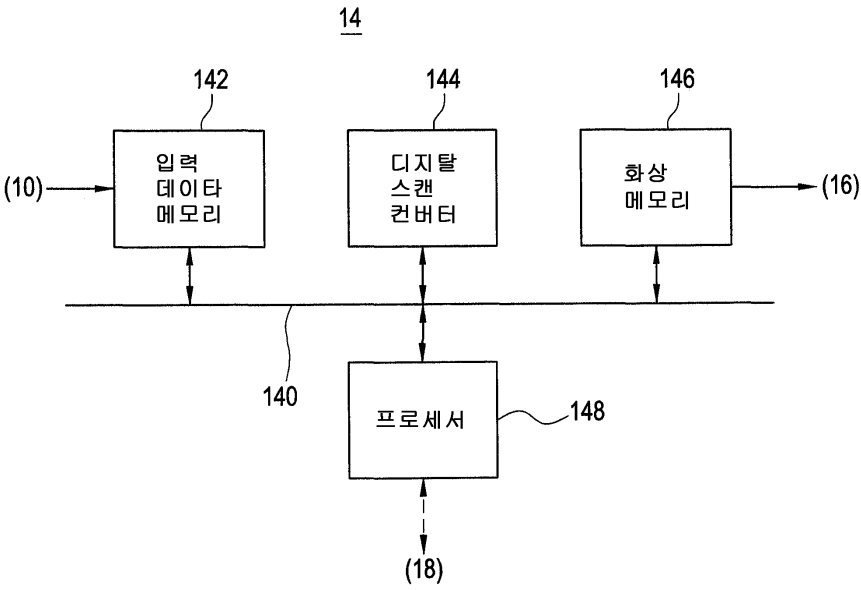 14
142
144
146
입력
데이타
메모리
디지탈
스캔
컨버터
화상
메모리
(10)
(16)
140
프로세서
148
(18)